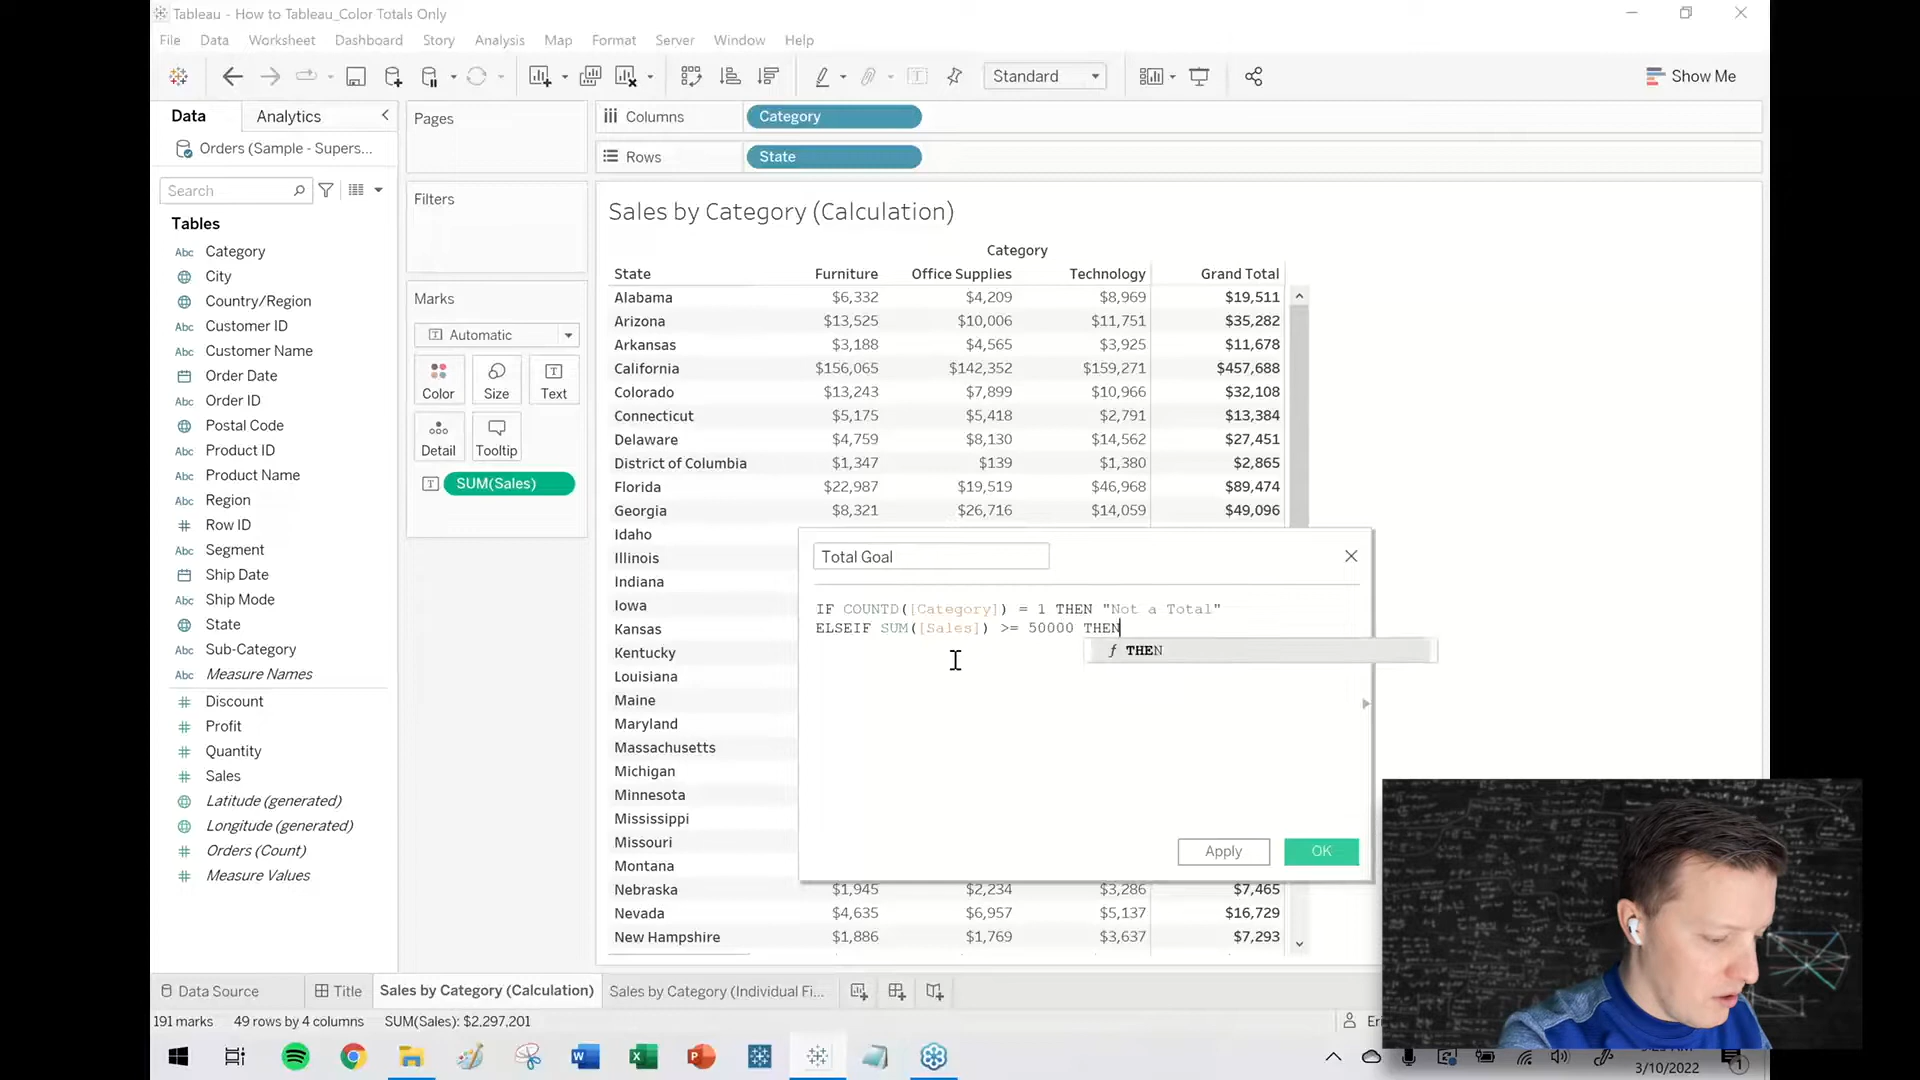 Tableau - How to Tableau_Color Totals Only
File Data Worksheet Dashboard Story Analysis Map Format Server Window Help
Standard
Show Me
Data
Analytics
Orders (Sample - Supers...
Search
Tables
Category
City
Country/Region
Customer ID
Customer Name
Order Date
Order ID
Postal Code
Product ID
Product Name
Region
Row ID
Segment
Ship Date
Ship Mode
State
Sub-Category
Measure Names
Discount
Profit
Quantity
Sales
Latitude (generated)
Longitude (generated)
Orders (Count)
Measure Values
Pages
Filters
Marks
Automatic
Color
Size
Text
Detail
Tooltip
SUM(Sales)
Columns
Category
Rows
State
Sales by Category (Calculation)
Category
State Furniture Office Supplies Technology Grand Total
Alabama $6,332 $4,209 $8,969 $19,511
Arizona $13,525 $10,006 $11,751 $35,282
Arkansas $3,188 $4,565 $3,925 $11,678
California $156,065 $142,352 $159,271 $457,688
Colorado $13,243 $7,899 $10,966 $32,108
Connecticut $5,175 $5,418 $2,791 $13,384
Delaware $4,759 $8,130 $14,562 $27,451
District of Columbia $1,347 $139 $1,380 $2,865
Florida $22,987 $19,519 $46,968 $89,474
Georgia $8,321 $26,716 $14,059 $49,096
Idaho
Illinois
Indiana
Iowa
Kansas
Kentucky
Louisiana
Maine
Maryland
Massachusetts
Michigan
Minnesota
Mississippi
Missouri
Montana
Nebraska $1,945 $2,234 $3,286 $7,465
Nevada $4,635 $6,957 $5,137 $16,729
New Hampshire $1,886 $1,769 $3,637 $7,293
Total Goal
IF COUNTD([Category]) = 1 THEN "Not a Total"
ELSEIF SUM([Sales]) >= 50000 THEN
THEN
Apply
OK
Data Source
Title
Sales by Category (Calculation)
Sales by Category (Individual Fi...
191 marks
49 rows by 4 columns
SUM(Sales): $2,297,201
3/10/2022